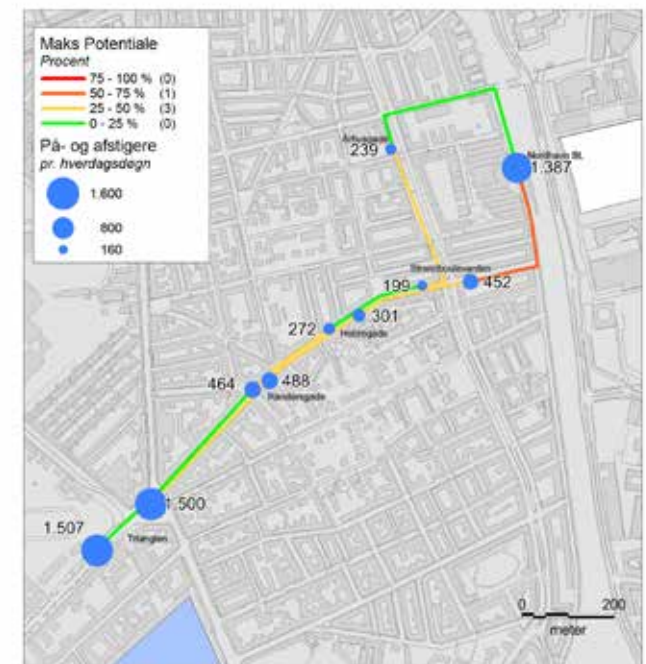 Maks Potentiale
Procent
75 - 100 % (0)
50 - 75 % (1)
25 - 50 % (3)
0 - 25 % (0)
På- og afstigere
pr. hverdagsdøgn
1.600
800
160
Århusgade
239
Nordhavn St.
1.387
Strandboulevarden
199
452
272
301
Holsteinsgade
464
488
Randersgade
1.500
1.507
Trianglen
0 200
meter